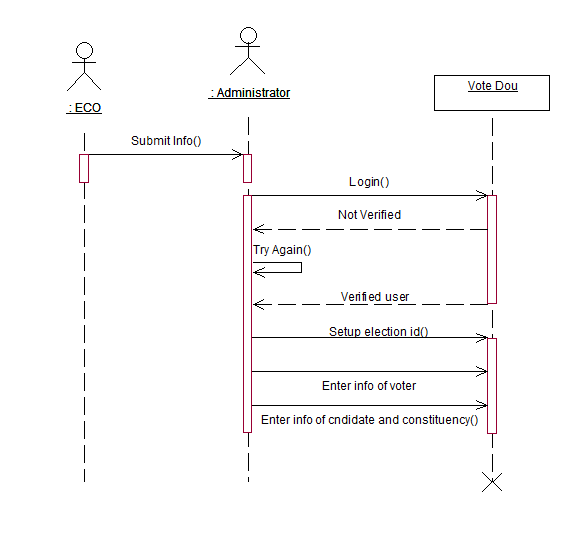 : ECO
: Administrator
Vote Dou
Submit Info()
Login()
Not Verified
Try Again()
Verified user
Setup election id()
Enter info of voter
Enter info of cndidate and constituency()